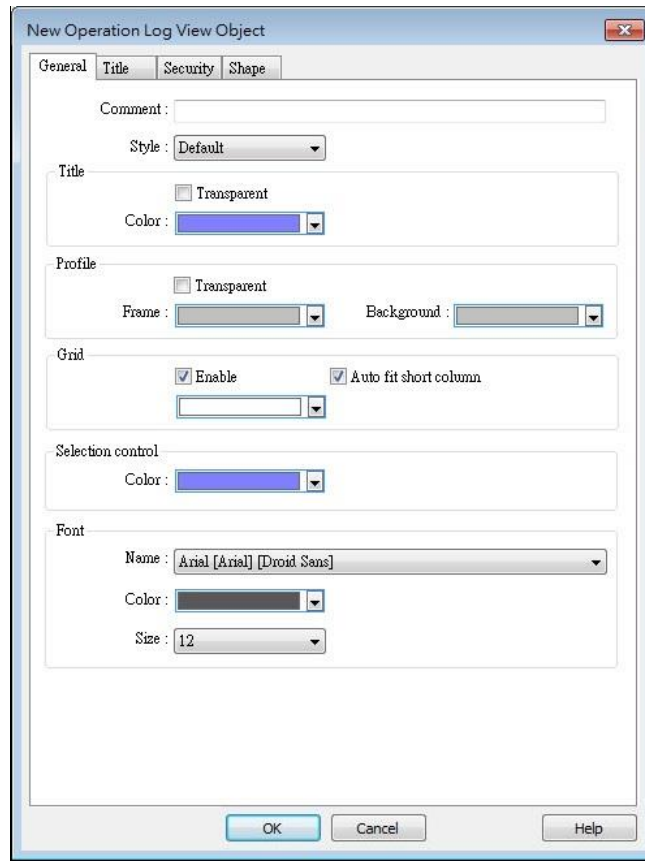 New Operation Log View Object
General Title Security Shape
Comment :
Style : Default
Title
Transparent
Color :
Profile
Transparent
Frame : Background :
Grid
Enable Auto fit short column
Selection control
Color :
Font
Name : Arial [Arial] [Droid Sans]
Color :
Size : 12
OK Cancel Help